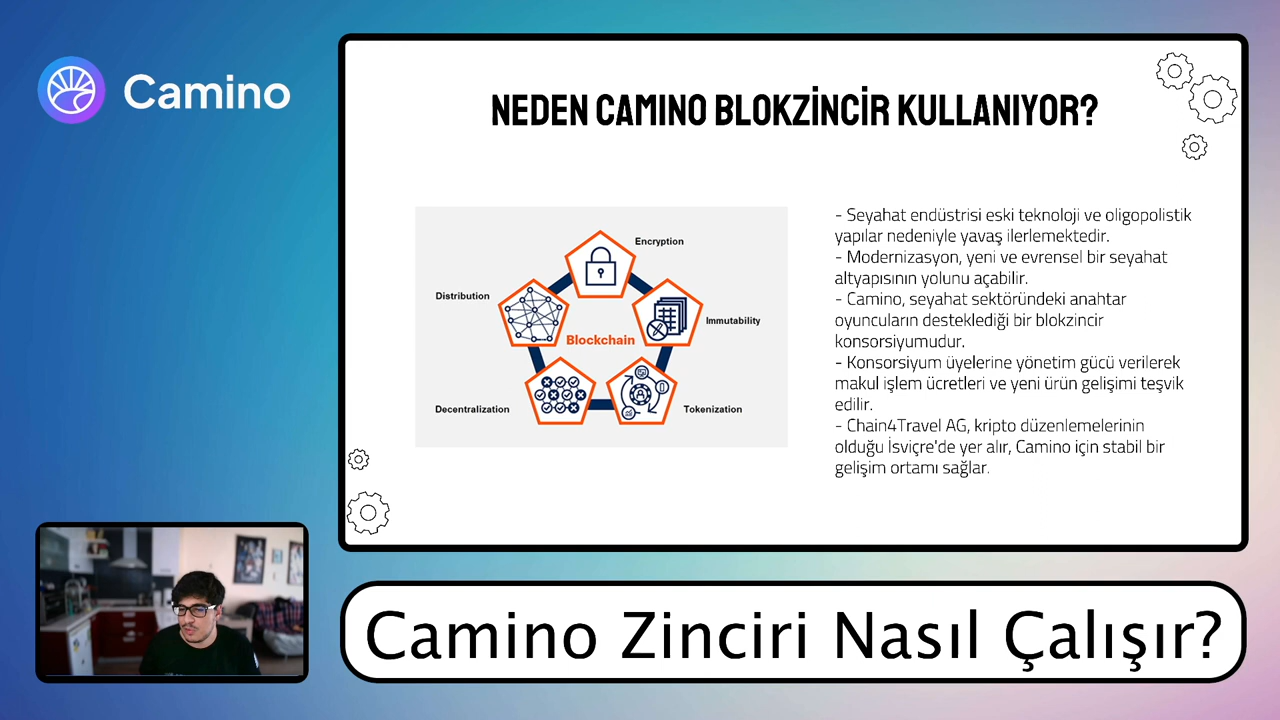 Camino
NEDEN CAMINO BLOKZİNCİR KULLANIYOR?
Encryption
Distribution
Immutability
Blockchain
Decentralization
Tokenization
- Seyahat endüstrisi eski teknoloji ve oligopolistik
yapılar nedeniyle yavaş ilerlemektedir.
- Modernizasyon, yeni ve evrensel bir seyahat
altyapısının yolunu açabilir.
- Camino, seyahat sektöründeki anahtar
oyuncuların desteklediği bir blokzincir
konsorsiyumudur.
- Konsorsiyum üyelerine yönetim gücü verilerek
makul işlem ücretleri ve yeni ürün gelişimi teşvik
edilir.
- Chain4Travel AG, kripto düzenlemelerinin
olduğu İsviçre'de yer alır, Camino için stabil bir
gelişim ortamı sağlar.
Camino Zinciri Nasıl Çalışır?